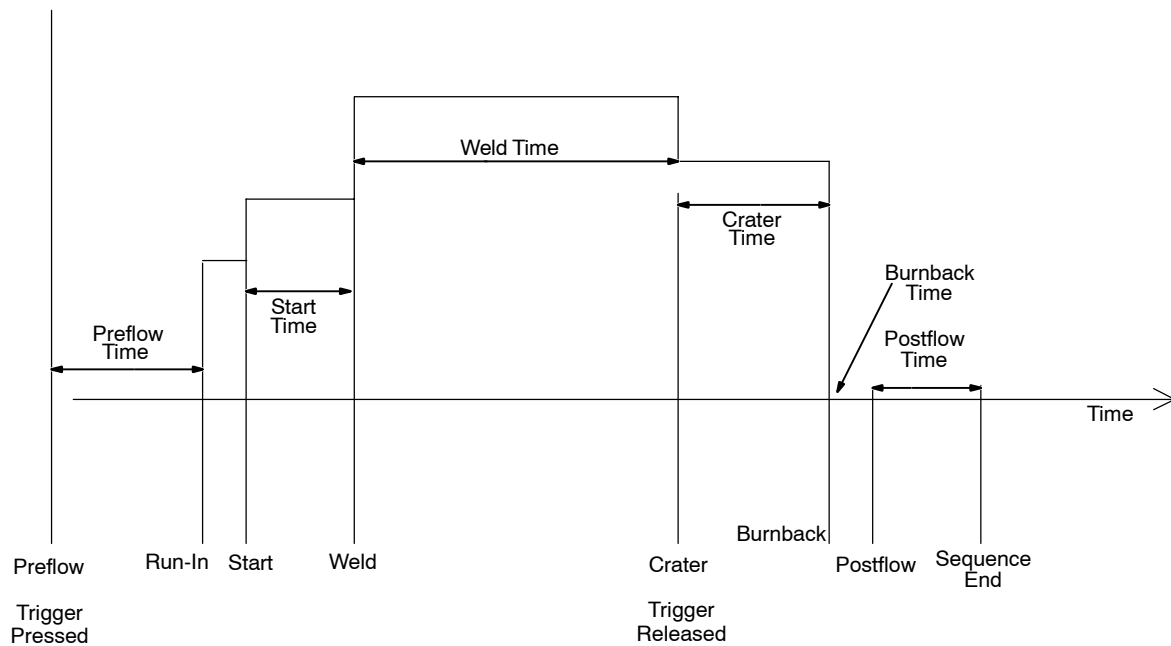 Weld Time
Crater
Time
Burnback
Time
Start
Time
Preflow
Time
Postflow
Time
Time
Burnback
Preflow
Run-In
Start
Weld
Crater
Postflow
Sequence
End
Trigger
Pressed
Trigger
Released